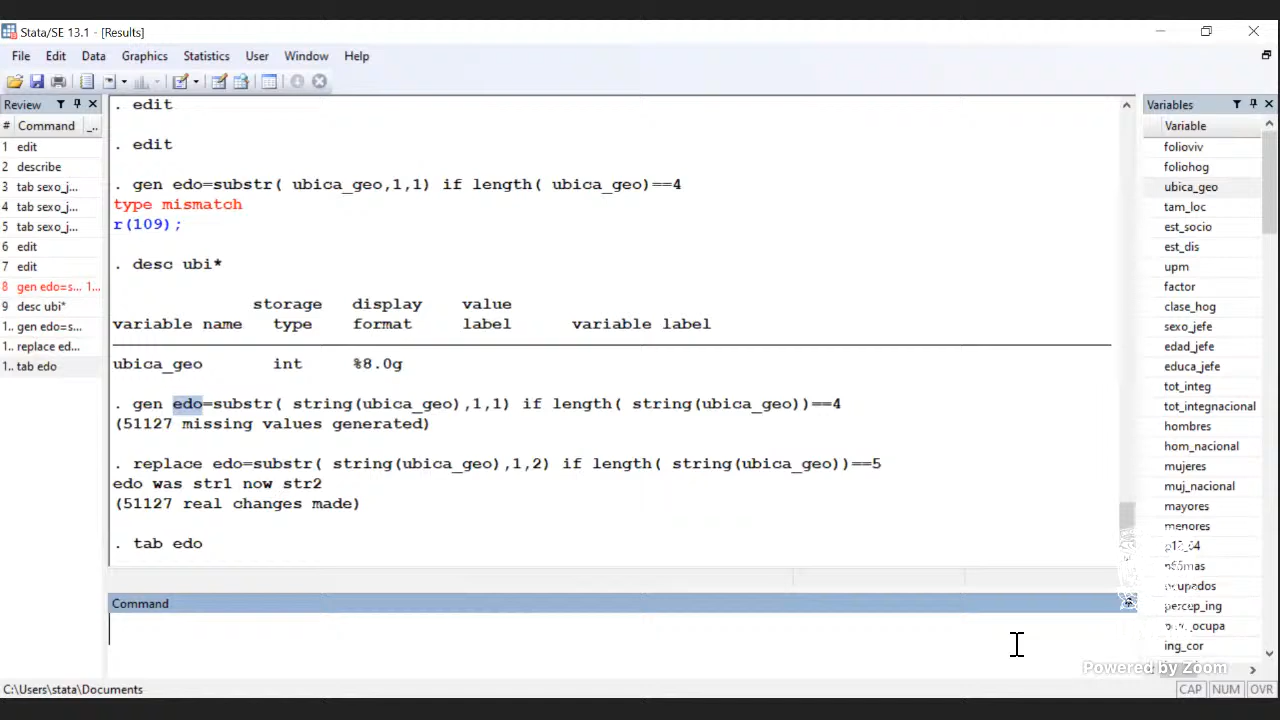 Stata/SE 13.1 - [Results]
File Edit Data Graphics Statistics User Window Help
Review
# Command
1 edit
2 describe
3 tab sexo_j...
4 tab sexo_j...
5 tab sexo_j...
6 edit
7 edit
8 gen edo=s... 1...
9 desc ubi*
1.. gen edo=s...
1.. replace ed...
1.. tab edo
. edit
. edit
. gen edo=substr( ubica_geo,1,1) if length( ubica_geo)==4
type mismatch
r(109);
. desc ubi*
storage display value
variable name type format label variable label
ubica_geo int %8.0g
. gen edo=substr( string(ubica_geo),1,1) if length( string(ubica_geo))==4
(51127 missing values generated)
. replace edo=substr( string(ubica_geo),1,2) if length( string(ubica_geo))==5
edo was str1 now str2
(51127 real changes made)
. tab edo
Command
Variables
Variable
folioviv
foliohog
ubica_geo
tam_loc
est_socio
est_dis
upm
factor
clase_hog
sexo_jefe
edad_jefe
educa_jefe
tot_integ
tot_integnacional
hombres
hom_nacional
mujeres
muj_nacional
mayores
menores
p12_64
p65mas
ocupados
percep_ing
perc_ocupa
ing_cor
Powered by Zoom
C:\Users\stata\Documents
CAP NUM OVR